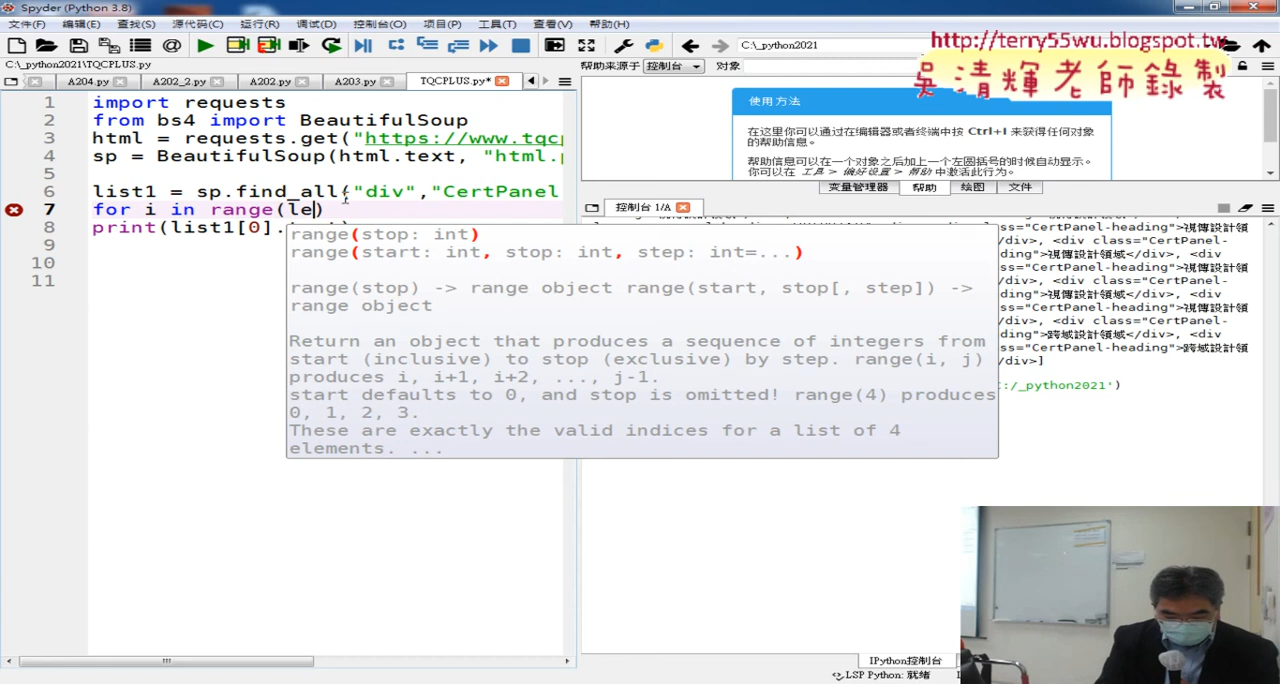 Spyder (Python 3.8)
文件(F) 编辑(E) 查找(S) 源代码(C) 运行(R) 调试(D) 控制台(O) 项目(P) 工具(T) 查看(V) 帮助(H)
C:\_python2021
http://terry55wu.blogspot.tw
吳清輝老師錄製
C:\_python2021\TQCPLUS.py
A204.py A202_2.py A202.py A203.py TQCPLUS.py*
帮助来源于 控制台 对象
1 import requests
2 from bs4 import BeautifulSoup
3 html = requests.get("https://www.tqcp
4 sp = BeautifulSoup(html.text, "html.p
5
6 list1 = sp.find_all("div","CertPanel
7 for i in range(le)
8 print(list1[0].
9
10
11
range(stop: int)
range(start: int, stop: int, step: int=...)
range(stop) -> range object range(start, stop[, step]) ->
range object
Return an object that produces a sequence of integers from
start (inclusive) to stop (exclusive) by step. range(i, j)
produces i, i+1, i+2, ..., j-1.
start defaults to 0, and stop is omitted! range(4) produces
0, 1, 2, 3.
These are exactly the valid indices for a list of 4
elements. ...
使用方法
在这里你可以通过在编辑器或者终端中按 Ctrl+I 来获得任何对象
的帮助信息。
帮助信息可以在一个对象之后加上一个左圆括号的时候自动显示。
你可以在 工具 > 偏好设置 > 帮助 中激活此行为。
变量管理器 帮助 绘图 文件
控制台 1/A
ss="CertPanel-heading">視傳設計領
域</div>, <div class="CertPanel-
ding">視傳設計領域</div>, <div
ss="CertPanel-heading">視傳設計領
/div>, <div class="CertPanel-
ding">視傳設計領域</div>, <div
ss="CertPanel-heading">視傳設計領
/div>, <div class="CertPanel-
ding">跨域設計領域</div>, <div
ss="CertPanel-heading">跨域設計領
/div>]
:/_python2021')
IPython控制台
LSP Python: 就绪